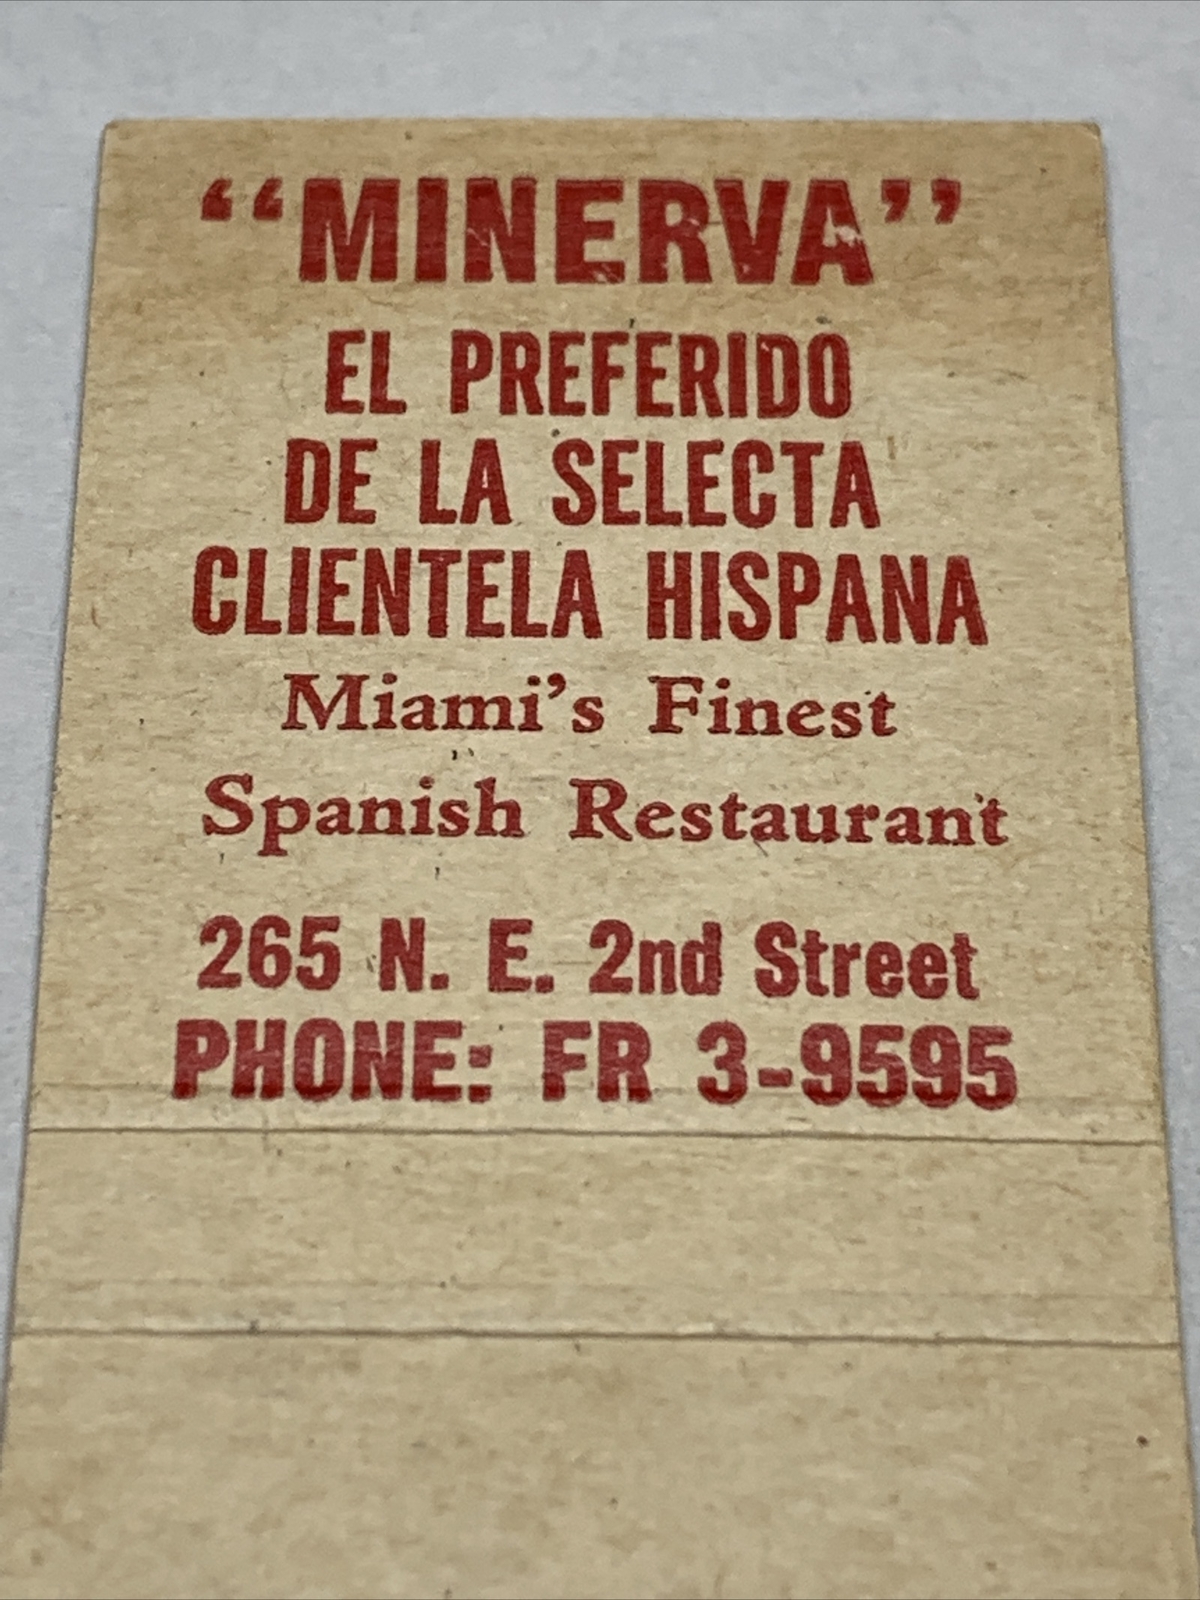 “MINERVA”
EL PREFERIDO
DE LA SELECTA
CLIENTELA HISPANA
Miami’s Finest
Spanish Restaurant
265 N. E. 2nd Street
PHONE: FR 3-9595